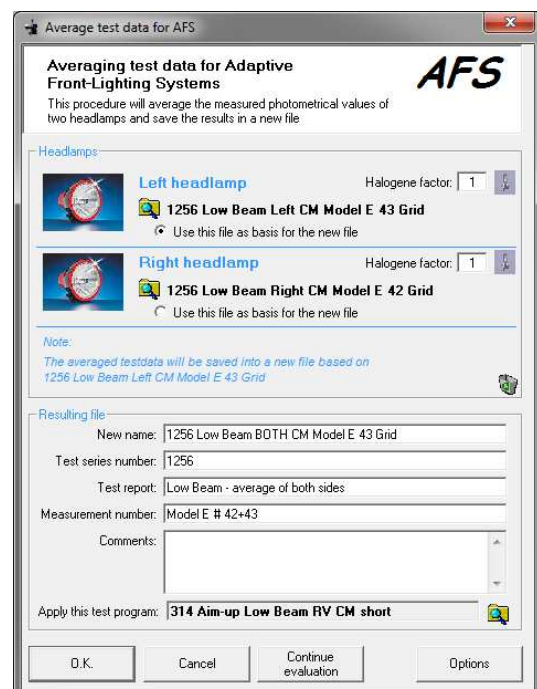 Average test data for AFS
Averaging test data for Adaptive
Front-Lighting Systems
AFS
This procedure will average the measured photometrical values of
two headlamps and save the results in a new file
Headlamps
Left headlamp
Halogene factor: 1
1256 Low Beam Left CM Model E 43 Grid
Use this file as basis for the new file
Right headlamp
Halogene factor: 1
1256 Low Beam Right CM Model E 42 Grid
Use this file as basis for the new file
Note:
The averaged testdata will be saved into a new file based on
1256 Low Beam Left CM Model E 43 Grid
Resulting file
New name: 1256 Low Beam BOTH CM Model E 43 Grid
Test series number: 1256
Test report: Low Beam - average of both sides
Measurement number: Model E # 42+43
Comments:
Apply this test program: 314 Aim-up Low Beam RV CM short
O.K.
Cancel
Continue
evaluation
Options